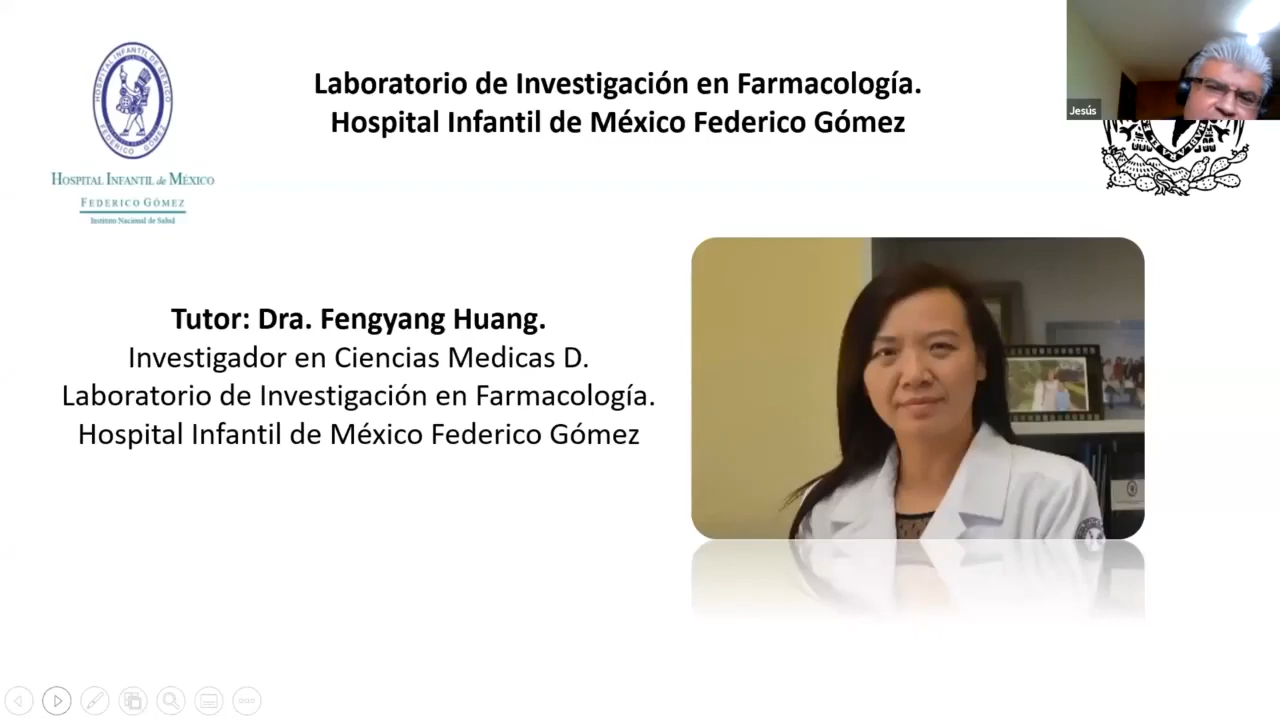 Laboratorio de Investigación en Farmacología.
Hospital Infantil de México Federico Gómez
Jesús
HOSPITAL INFANTIL DE MÉXICO
FEDERICO GÓMEZ
HOSPITAL INFANTIL de MÉXICO
FEDERICO GÓMEZ
Instituto Nacional de Salud
Tutor: Dra. Fengyang Huang.
Investigador en Ciencias Medicas D.
Laboratorio de Investigación en Farmacología.
Hospital Infantil de México Federico Gómez